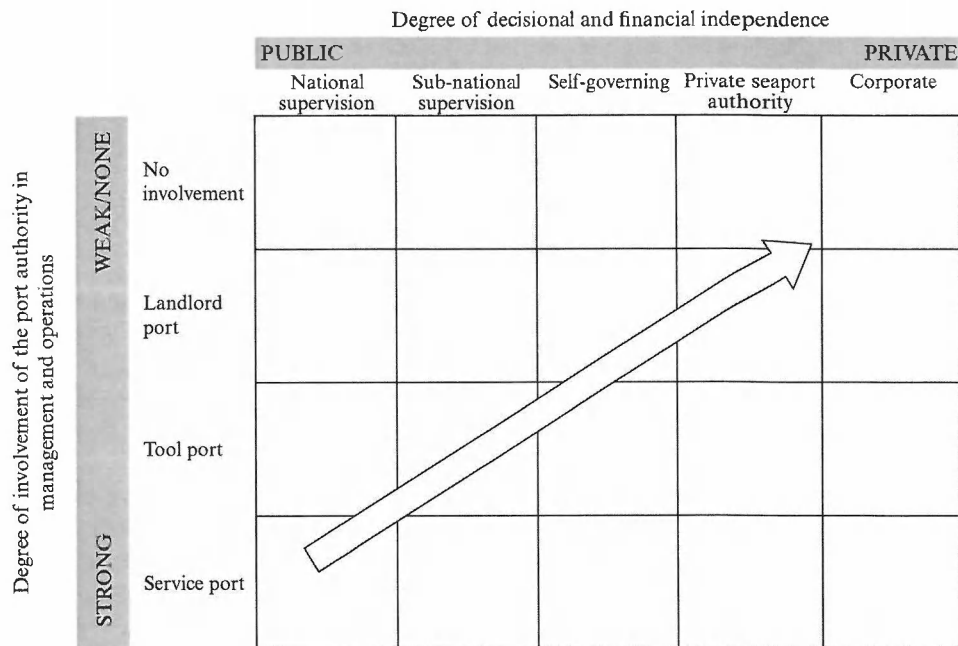 Degree of decisional and financial independence
PUBLIC
PRIVATE
National
supervision
Sub-national
supervision
Self-governing
Private seaport
authority
Corporate
Degree of involvement of the port authority in
management and operations
WEAK/NONE
STRONG
No
involvement
Landlord
port
Tool port
Service port